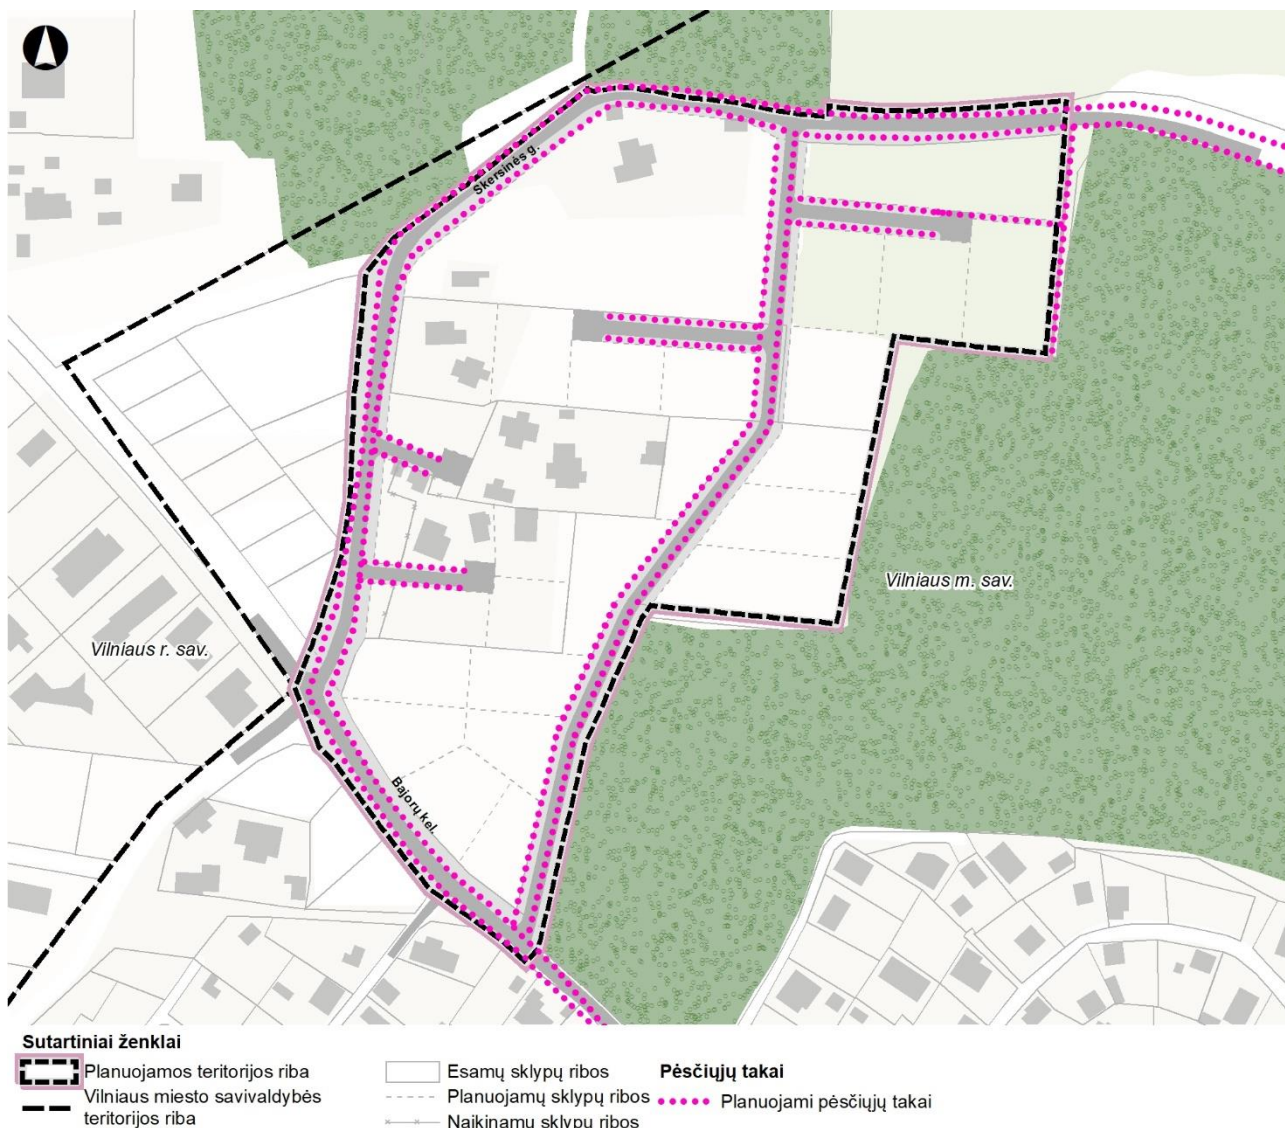 Skersinės g.
Vilniaus m. sav.
Vilniaus r. sav.
Bajorų kel.
Sutartiniai ženklai
Planuojamos teritorijos riba
Vilniaus miesto savivaldybės
teritorijos riba
Esamų sklypų ribos
Planuojamų sklypų ribos
Naikinamų sklypų ribos
Pėsčiųjų takai
Planuojami pėsčiųjų takai